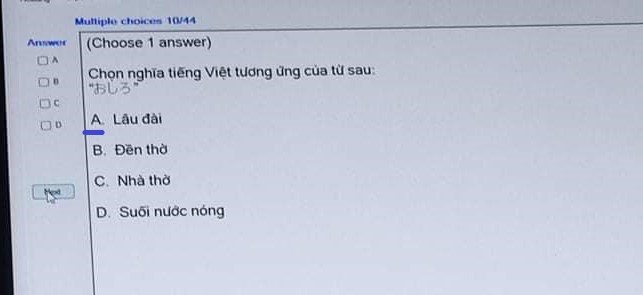 Multiple choices 10/44
Answer
(Choose 1 answer)
A
B
C
D
Chọn nghĩa tiếng Việt tương ứng của từ sau:
"おしろ"
A. Lâu đài
B. Đền thờ
C. Nhà thờ
D. Suối nước nóng
Next